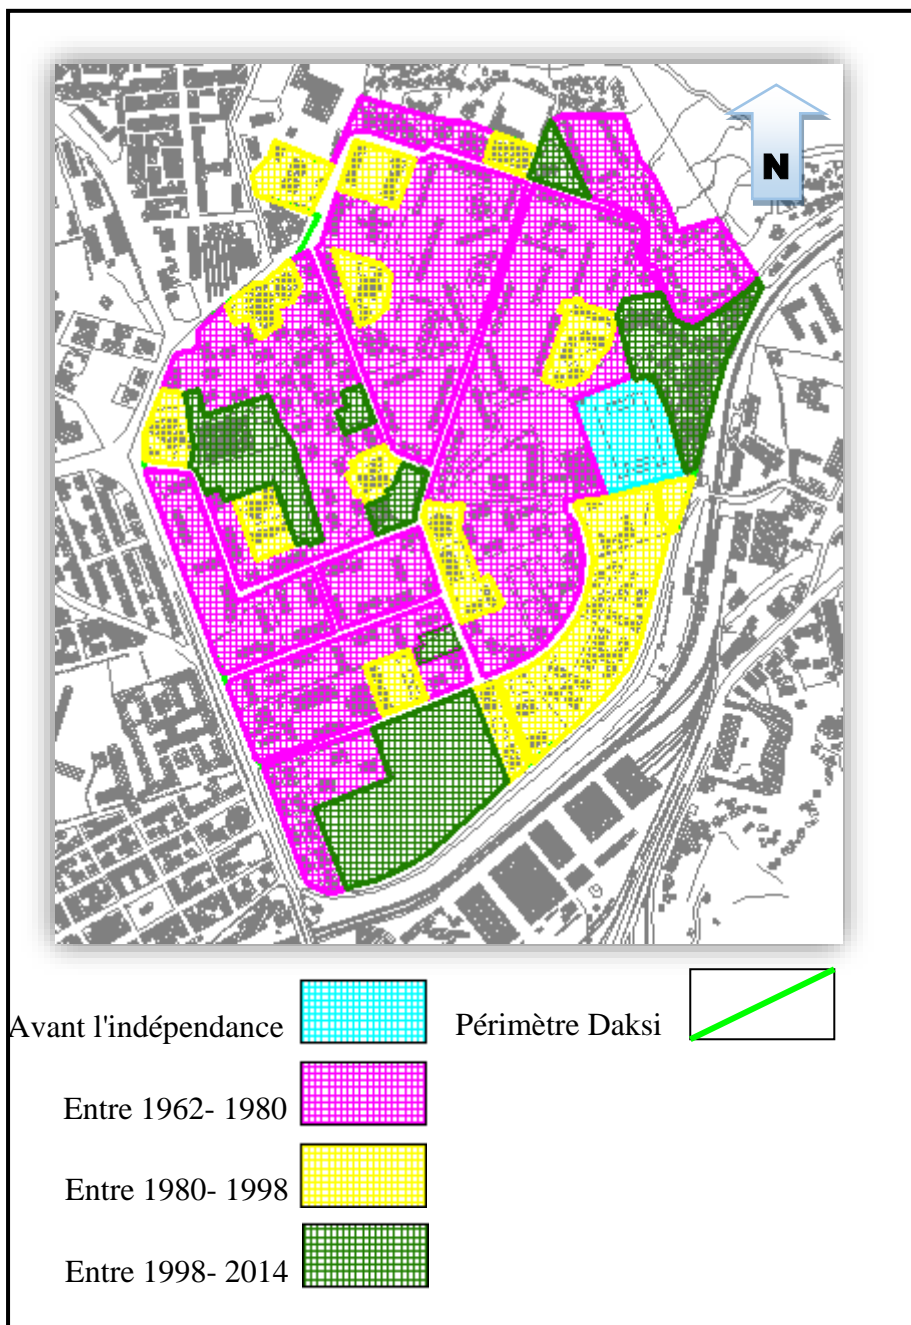 N
Avant l'indépendance
Périmètre Daksi
Entre 1962- 1980
Entre 1980- 1998
Entre 1998- 2014